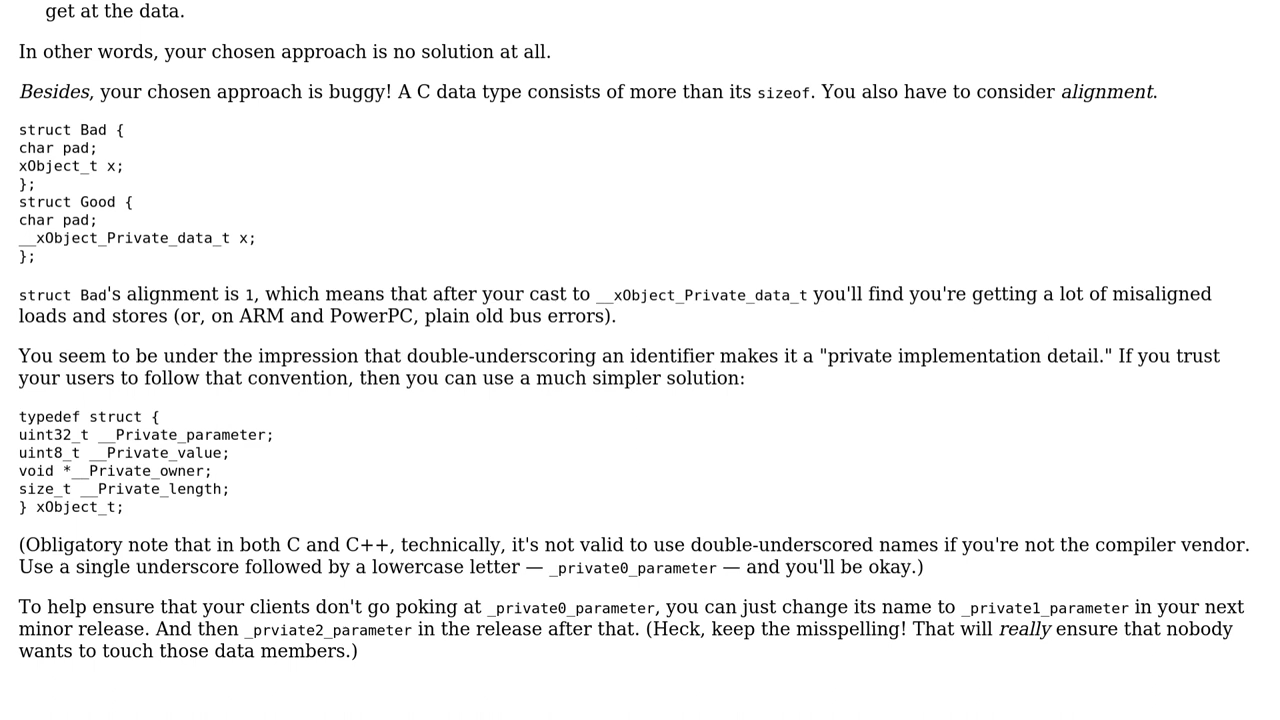 get at the data.
In other words, your chosen approach is no solution at all.
Besides, your chosen approach is buggy! A C data type consists of more than its sizeof. You also have to consider alignment.
struct Bad {
char pad;
xObject_t x;
};
struct Good {
char pad;
__xObject_Private_data_t x;
};
struct Bad's alignment is 1, which means that after your cast to __xObject_Private_data_t you'll find you're getting a lot of misaligned
loads and stores (or, on ARM and PowerPC, plain old bus errors).
You seem to be under the impression that double-underscoring an identifier makes it a "private implementation detail." If you trust
your users to follow that convention, then you can use a much simpler solution:
typedef struct {
uint32_t __Private_parameter;
uint8_t __Private_value;
void *__Private_owner;
size_t __Private_length;
} xObject_t;
(Obligatory note that in both C and C++, technically, it's not valid to use double-underscored names if you're not the compiler vendor.
Use a single underscore followed by a lowercase letter — _private0_parameter — and you'll be okay.)
To help ensure that your clients don't go poking at _private0_parameter, you can just change its name to _private1_parameter in your next
minor release. And then _prviate2_parameter in the release after that. (Heck, keep the misspelling! That will really ensure that nobody
wants to touch those data members.)